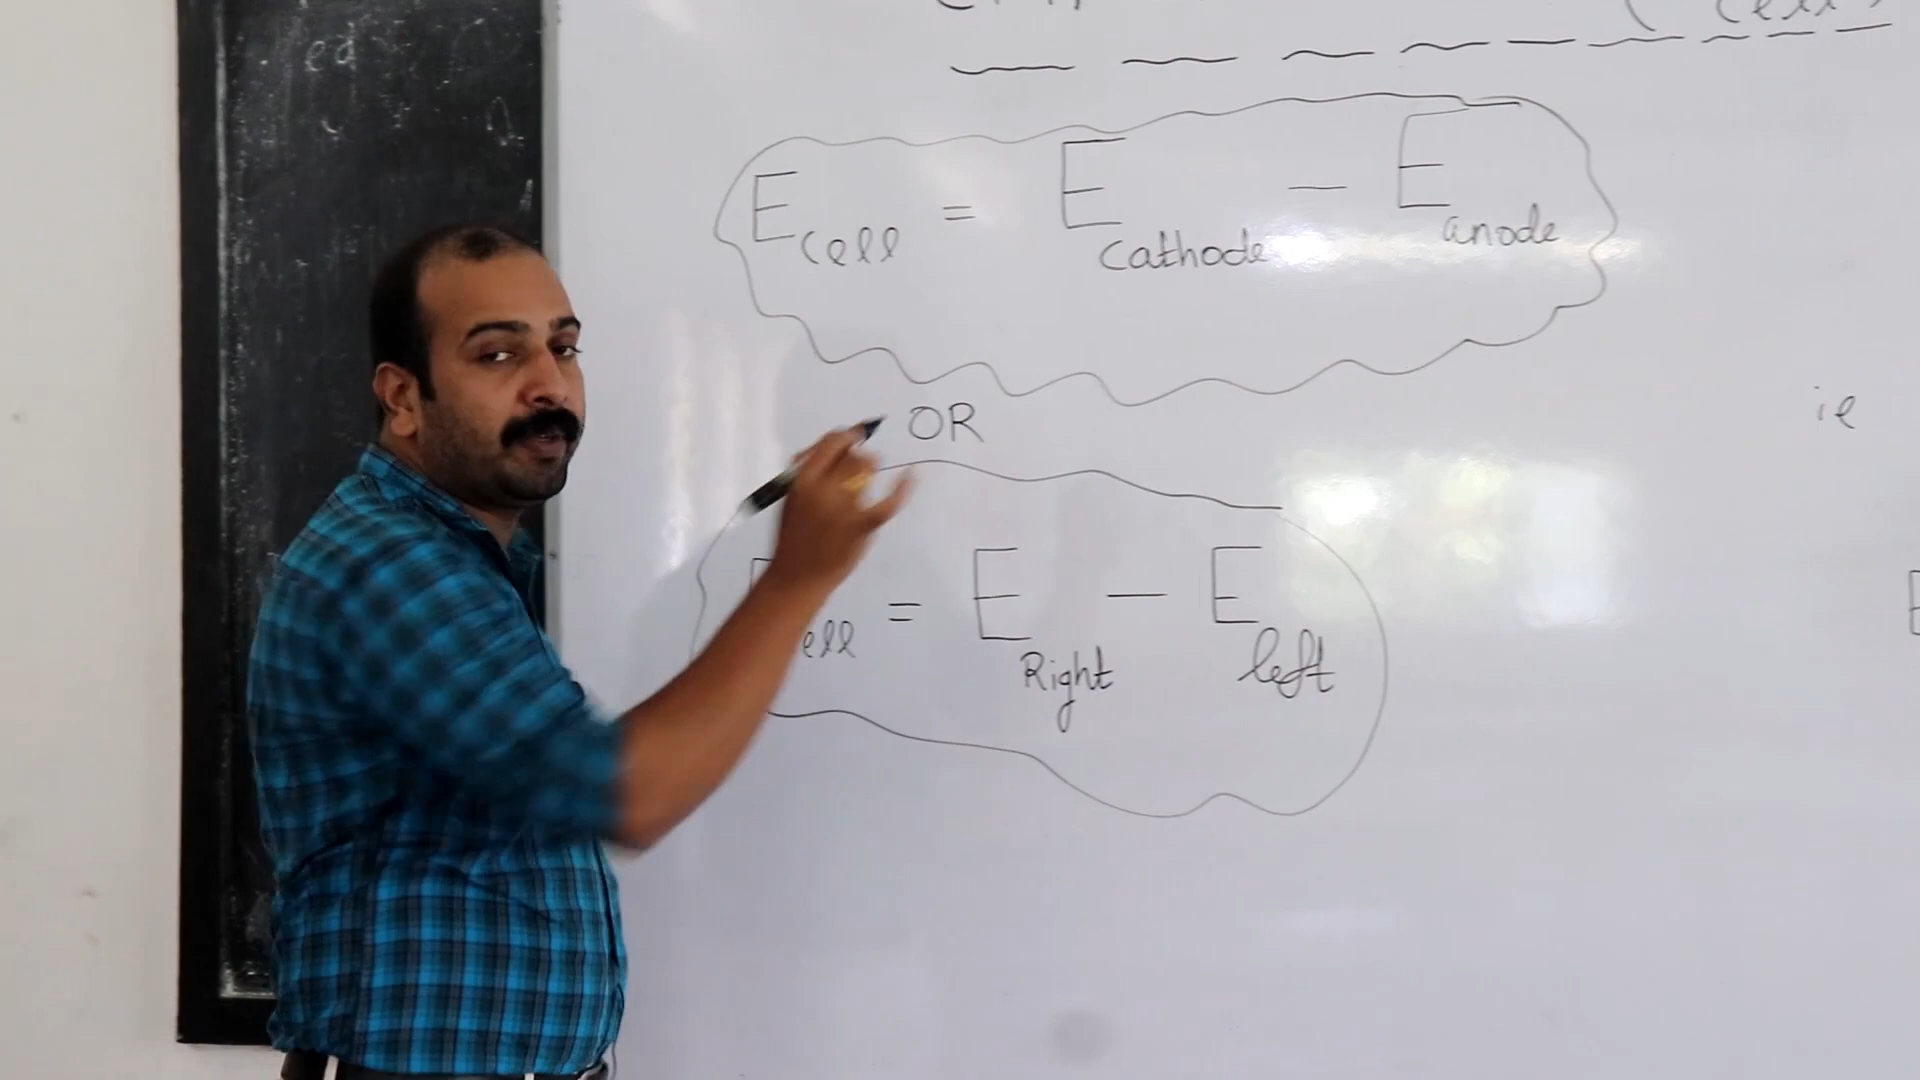 E cell = E cathode - E anode
OR
ell = E Right - E left
ie